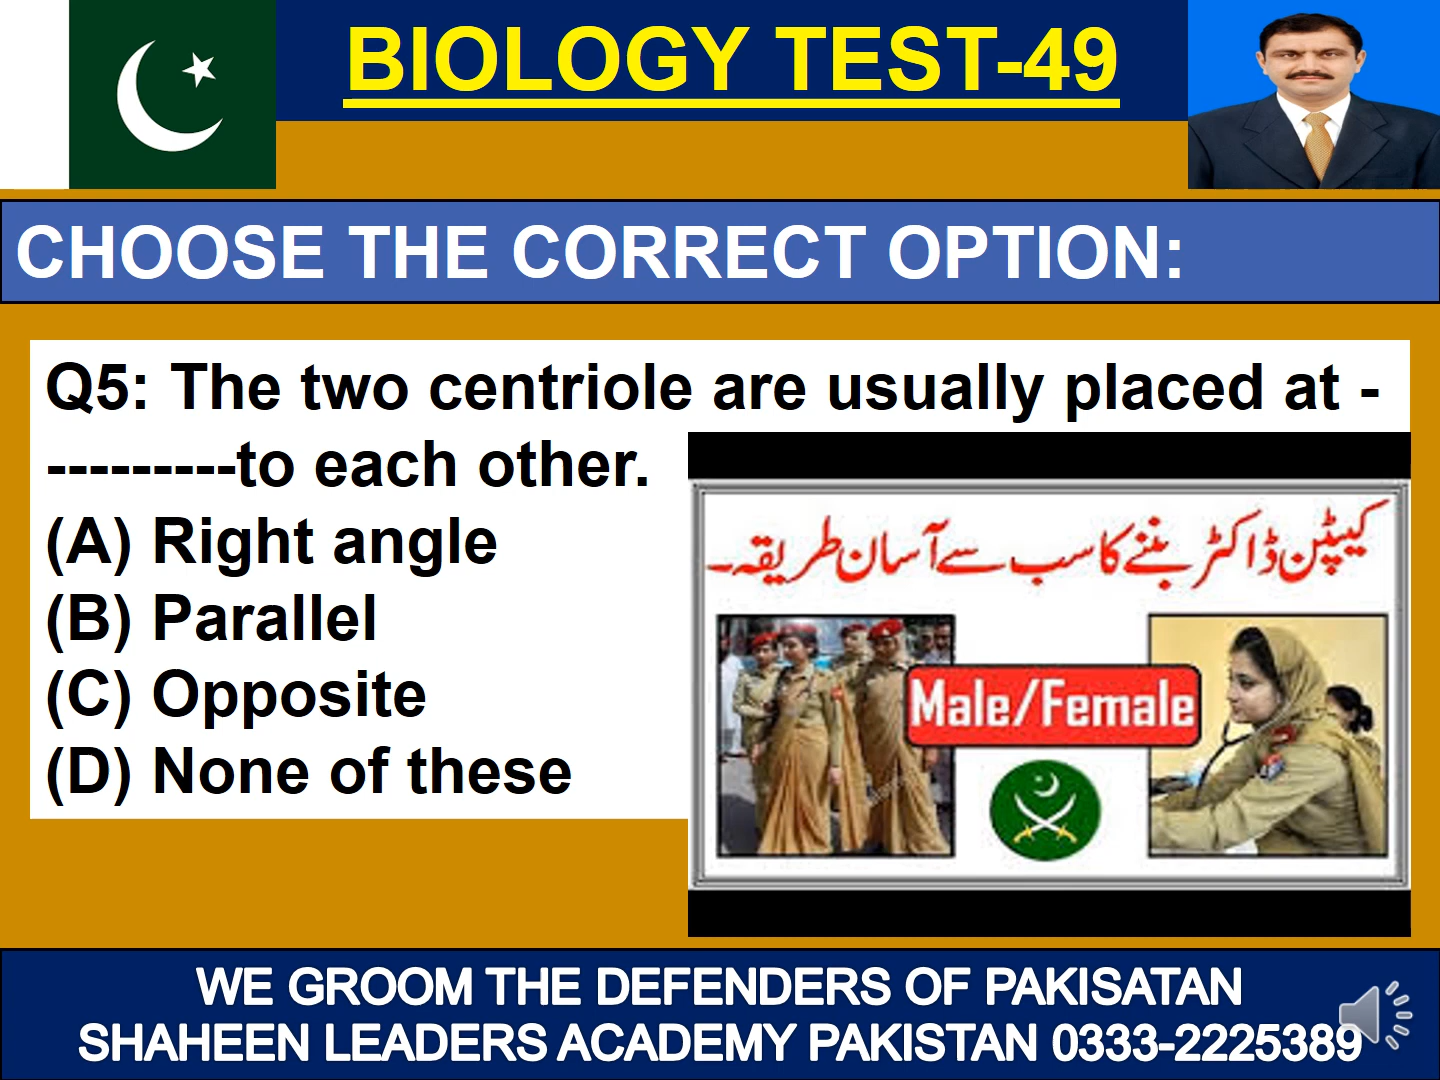 BIOLOGY TEST-49
CHOOSE THE CORRECT OPTION:
Q5: The two centriole are usually placed at -
---------to each other.
(A) Right angle
(B) Parallel
(C) Opposite
(D) None of these
کیپٹن ڈاکٹر بننے کا سب سے آسان طریقہ۔
Male/Female
WE GROOM THE DEFENDERS OF PAKISATAN
SHAHEEN LEADERS ACADEMY PAKISTAN 0333-2225389